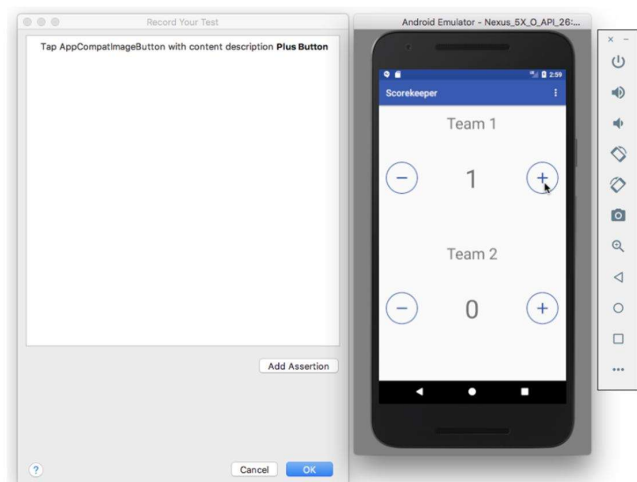 Record Your Test
Tap AppCompatImageButton with content description Plus Button
Add Assertion
?
Cancel
OK
Android Emulator - Nexus_5X_O_API_26:...
2:59
Scorekeeper
Team 1
1
Team 2
0